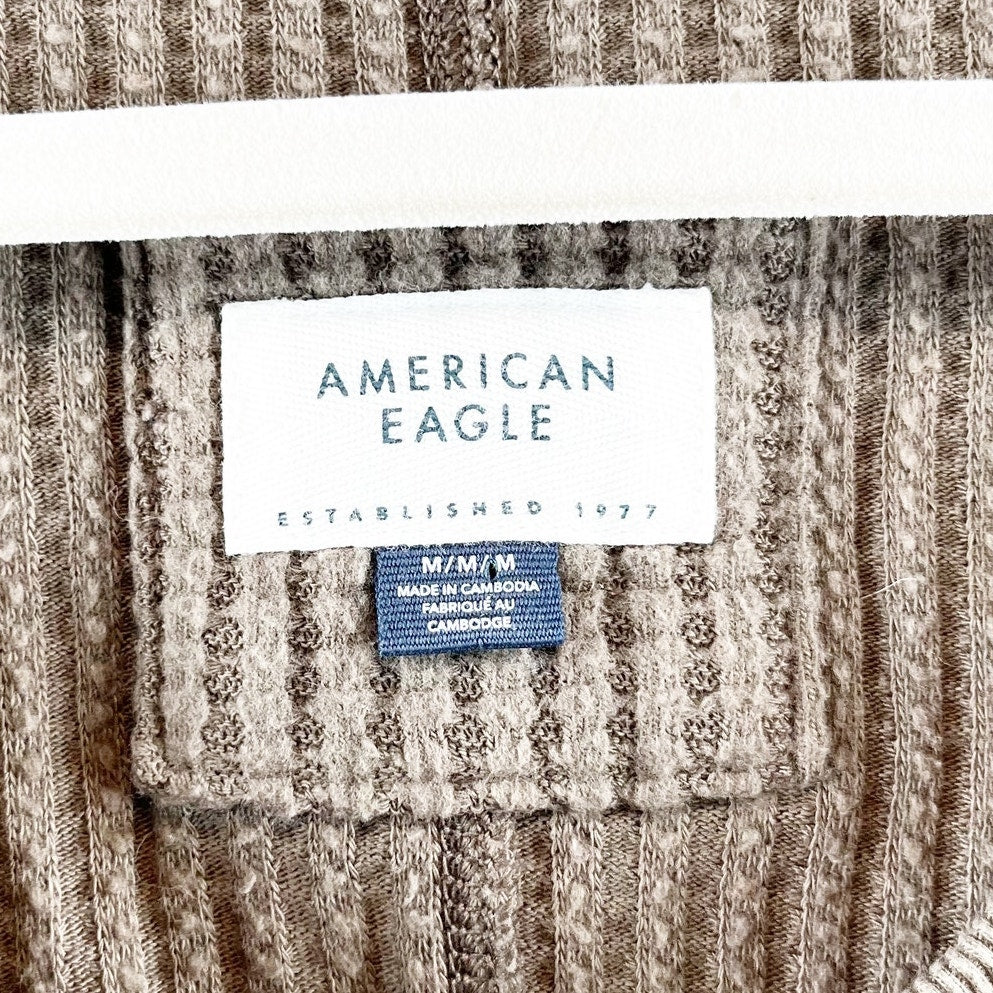 AMERICAN
EAGLE
ESTABLISHED 1977
M/M/M
MADE IN CAMBODIA
FABRIQUÉ AU
CAMBODGE